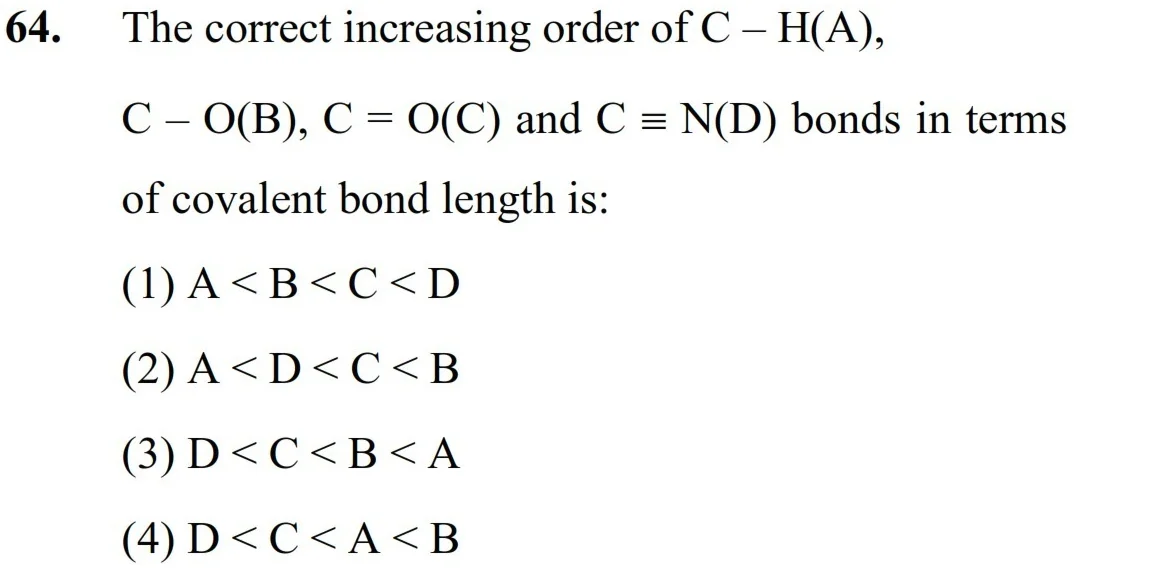 64. The correct increasing order of C – H(A),
C – O(B), C = O(C) and C ≡ N(D) bonds in terms
of covalent bond length is:
(1) A < B < C < D
(2) A < D < C < B
(3) D < C < B < A
(4) D < C < A < B